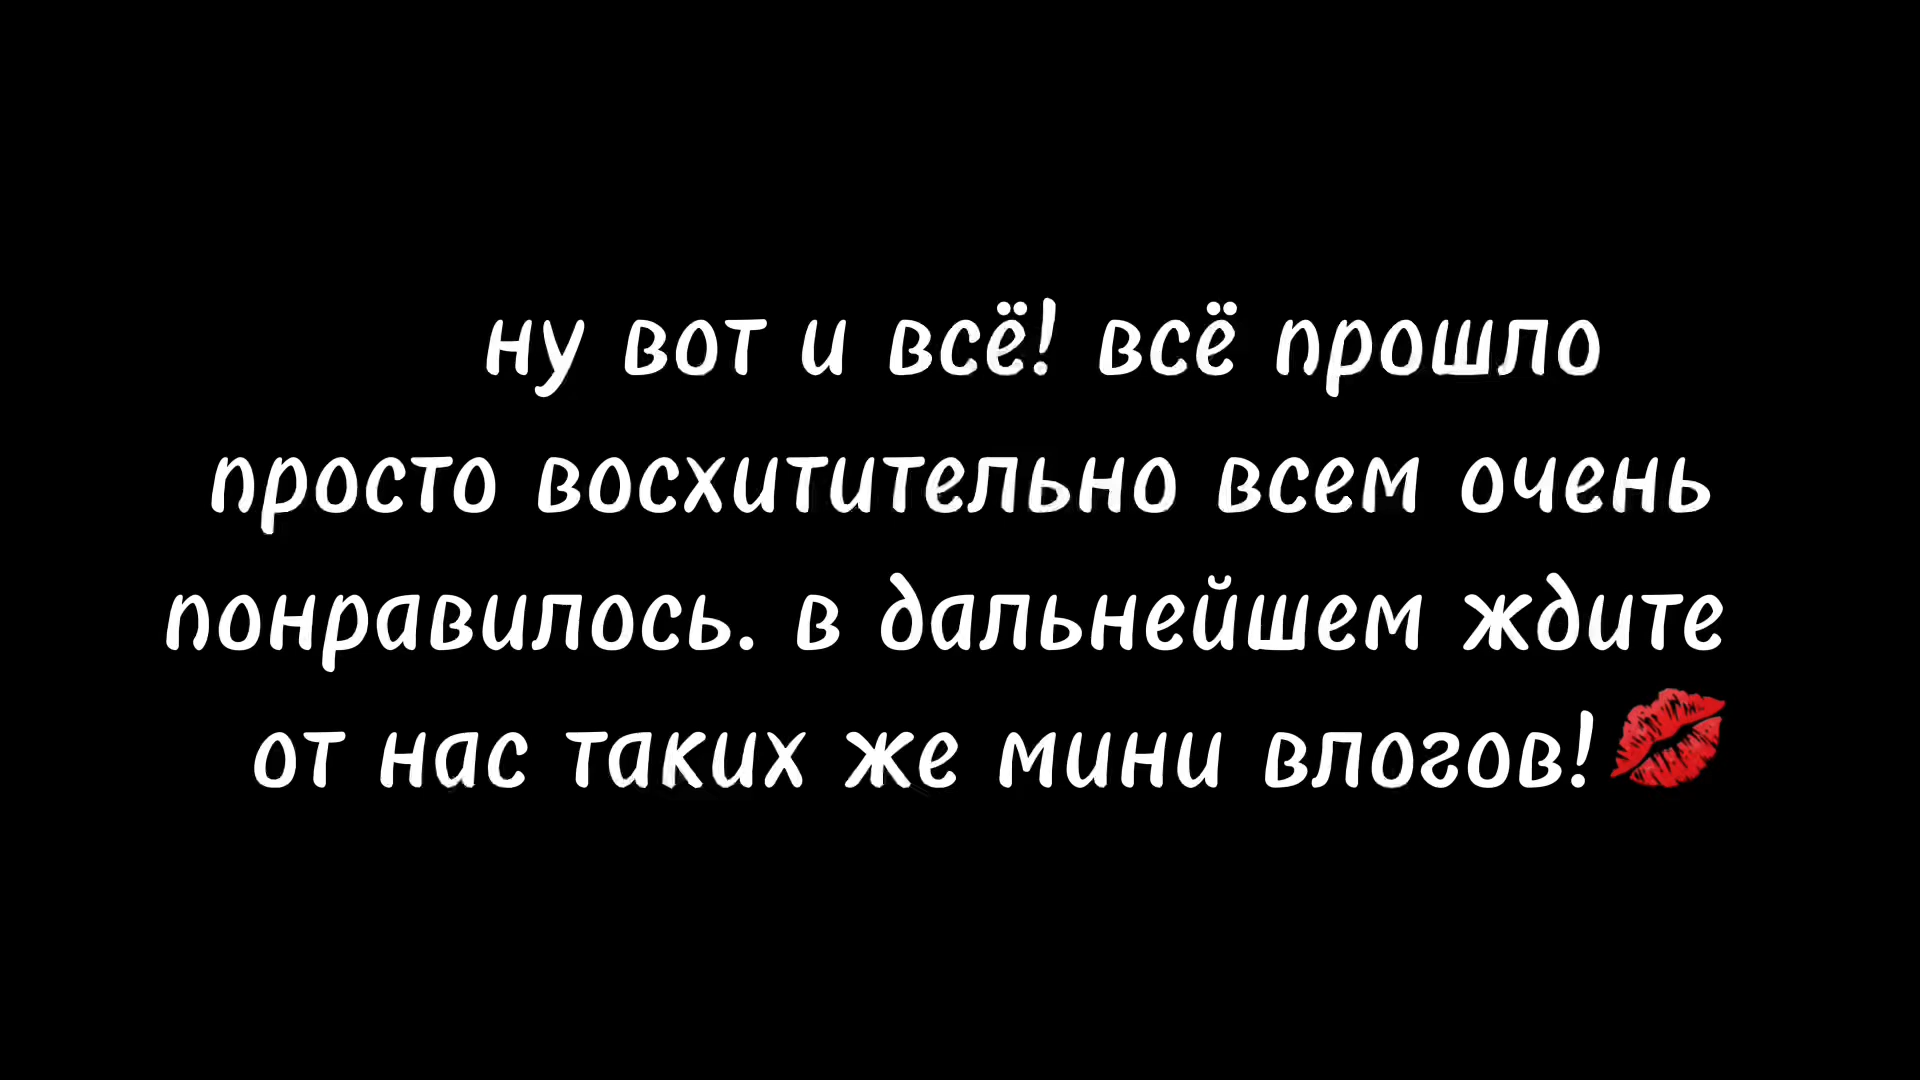 ну вот и всё! всё прошло
просто восхитительно всем очень
понравилось. в дальнейшем ждите
от нас таких же мини влогов!💋